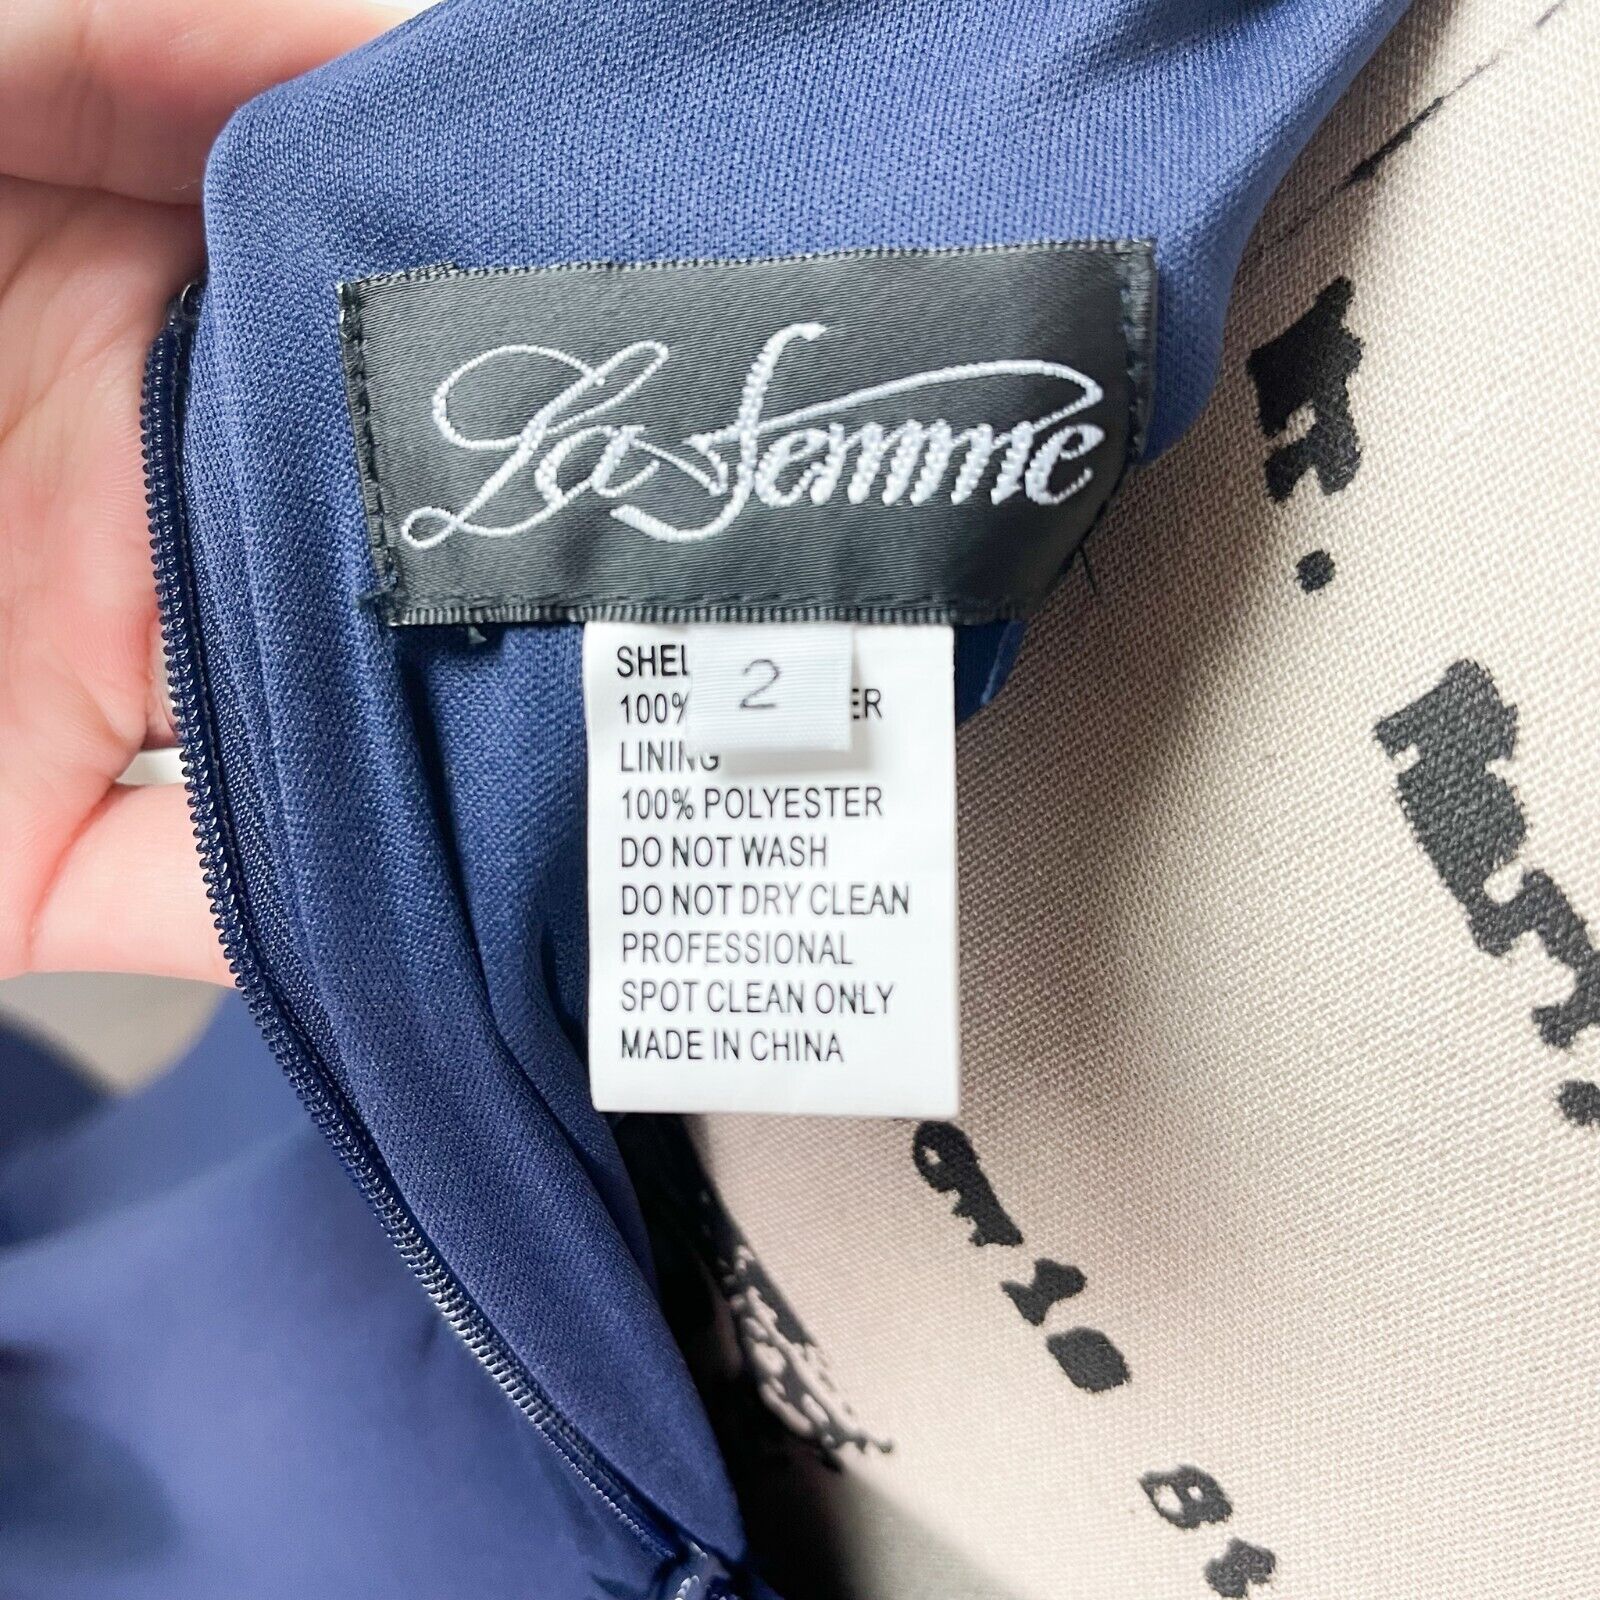 La Femme
2
SHEL
100% ER
LINING
100% POLYESTER
DO NOT WASH
DO NOT DRY CLEAN
PROFESSIONAL
SPOT CLEAN ONLY
MADE IN CHINA